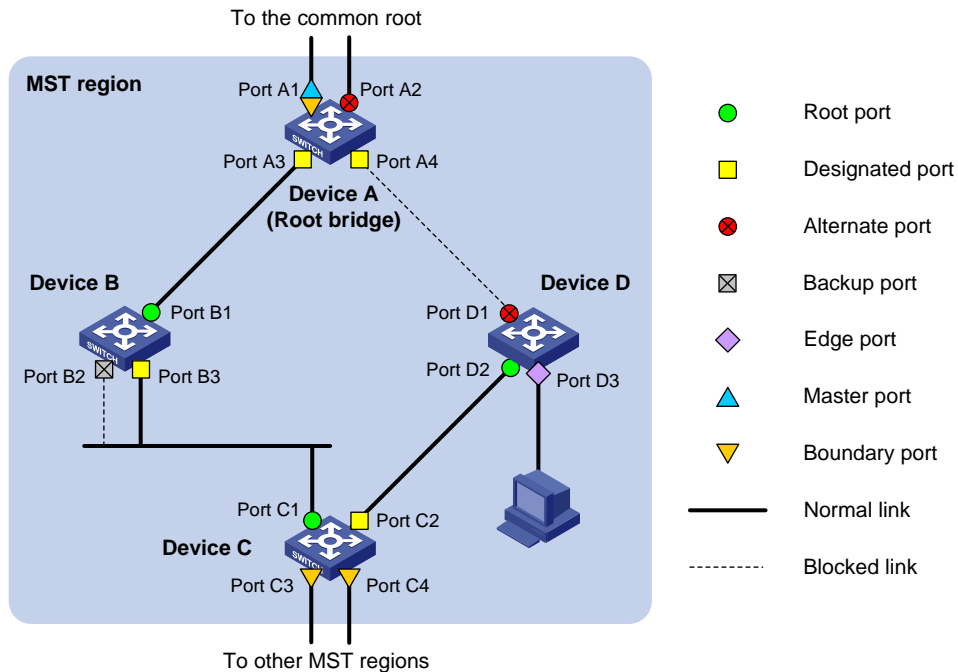 To the common root
MST region
Port A1
Port A2
SWITCH
Port A3
Port A4
Device A
(Root bridge)
Device B
Port B1
SWITCH
Port B2
Port B3
Device D
Port D1
Port D2
Port D3
Port C1
Port C2
Device C
SWITCH
Port C3
Port C4
To other MST regions
Root port
Designated port
Alternate port
Backup port
Edge port
Master port
Boundary port
Normal link
Blocked link